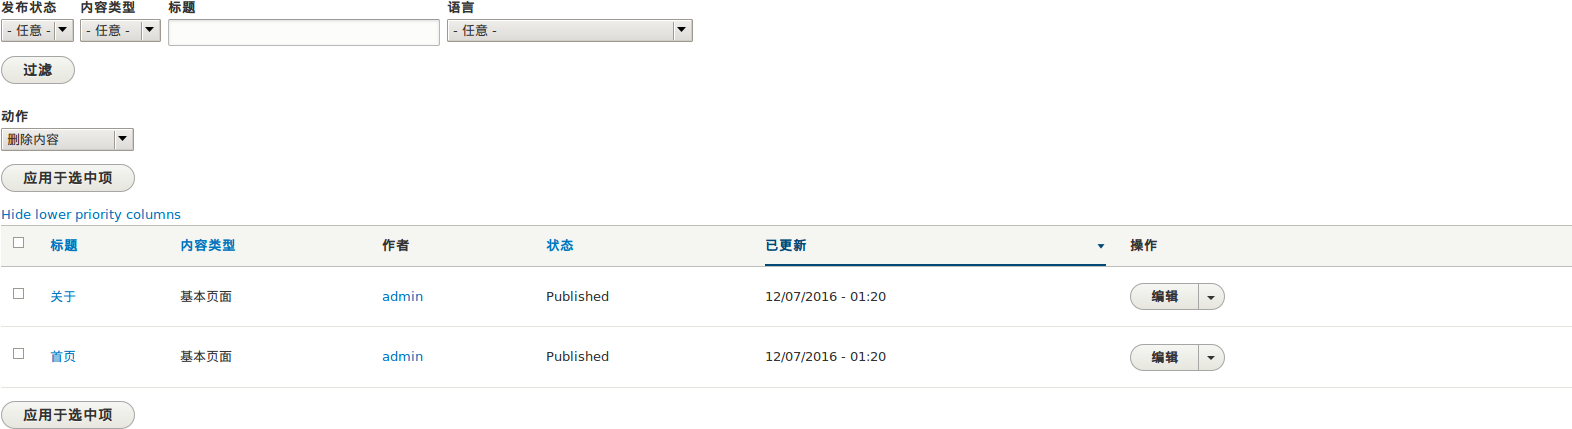 发布状态 内容类型 标题 语言
- 任意 - - 任意 - - 任意 -
过滤
动作
删除内容
应用于选中项
Hide lower priority columns
标题 内容类型 作者 状态 已更新 操作
关于 基本页面 admin Published 12/07/2016 - 01:20 编辑
首页 基本页面 admin Published 12/07/2016 - 01:20 编辑
应用于选中项